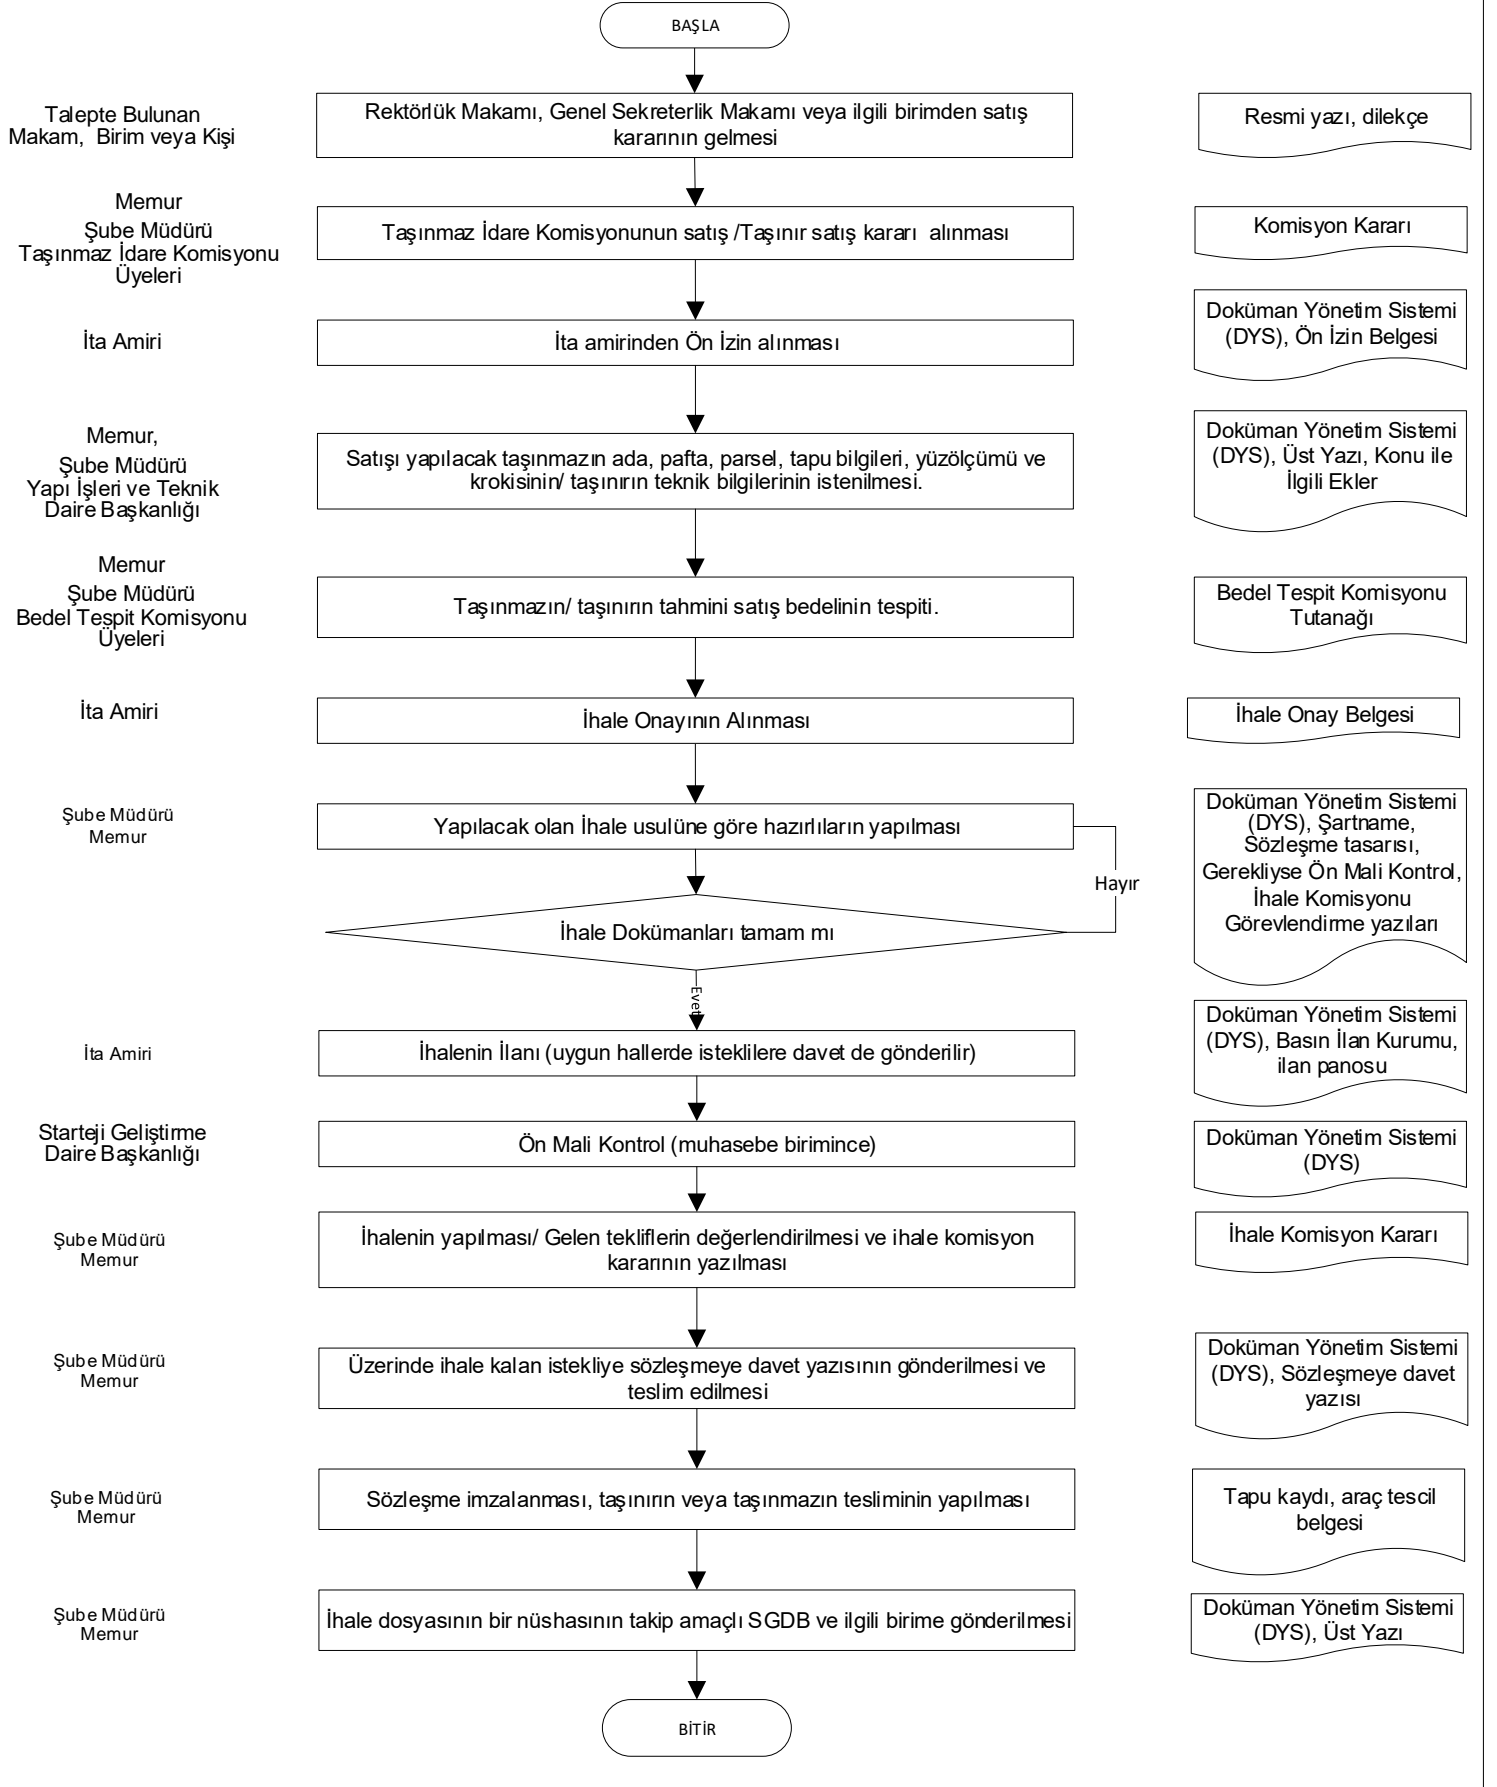 BAŞLA
Talepte Bulunan
Makam, Birim veya Kişi
Rektörlük Makamı, Genel Sekreterlik Makamı veya ilgili birimden satış
kararının gelmesi
Resmi yazı, dilekçe
Memur
Şube Müdürü
Taşınmaz İdare Komisyonu
Üyeleri
Taşınmaz İdare Komisyonunun satış /Taşınır satış kararı alınması
Komisyon Kararı
İta Amiri
İta amirinden Ön İzin alınması
Doküman Yönetim Sistemi
(DYS), Ön İzin Belgesi
Memur,
Şube Müdürü
Yapı İşleri ve Teknik
Daire Başkanlığı
Satışı yapılacak taşınmazın ada, pafta, parsel, tapu bilgileri, yüzölçümü ve
krokisinin/ taşınırın teknik bilgilerinin istenilmesi.
Doküman Yönetim Sistemi
(DYS), Üst Yazı, Konu ile
İlgili Ekler
Memur
Şube Müdürü
Bedel Tespit Komisyonu
Üyeleri
Taşınmazın/ taşınırın tahmini satış bedelinin tespiti.
Bedel Tespit Komisyonu
Tutanağı
İta Amiri
İhale Onayının Alınması
İhale Onay Belgesi
Şube Müdürü
Memur
Yapılacak olan İhale usulüne göre hazırlıların yapılması
Doküman Yönetim Sistemi
(DYS), Şartname,
Sözleşme tasarısı,
Gerekliyse Ön Mali Kontrol,
İhale Komisyonu
Görevlendirme yazıları
Hayır
İhale Dokümanları tamam mı
Evet
İta Amiri
İhalenin İlanı (uygun hallerde isteklilere davet de gönderilir)
Doküman Yönetim Sistemi
(DYS), Basın İlan Kurumu,
ilan panosu
Starteji Geliştirme
Daire Başkanlığı
Ön Mali Kontrol (muhasebe birimince)
Doküman Yönetim Sistemi
(DYS)
Şube Müdürü
Memur
İhalenin yapılması/ Gelen tekliflerin değerlendirilmesi ve ihale komisyon
kararının yazılması
İhale Komisyon Kararı
Şube Müdürü
Memur
Üzerinde ihale kalan istekliye sözleşmeye davet yazısının gönderilmesi ve
teslim edilmesi
Doküman Yönetim Sistemi
(DYS), Sözleşmeye davet
yazısı
Şube Müdürü
Memur
Sözleşme imzalanması, taşınırın veya taşınmazın tesliminin yapılması
Tapu kaydı, araç tescil
belgesi
Şube Müdürü
Memur
İhale dosyasının bir nüshasının takip amaçlı SGDB ve ilgili birime gönderilmesi
Doküman Yönetim Sistemi
(DYS), Üst Yazı
BİTİR